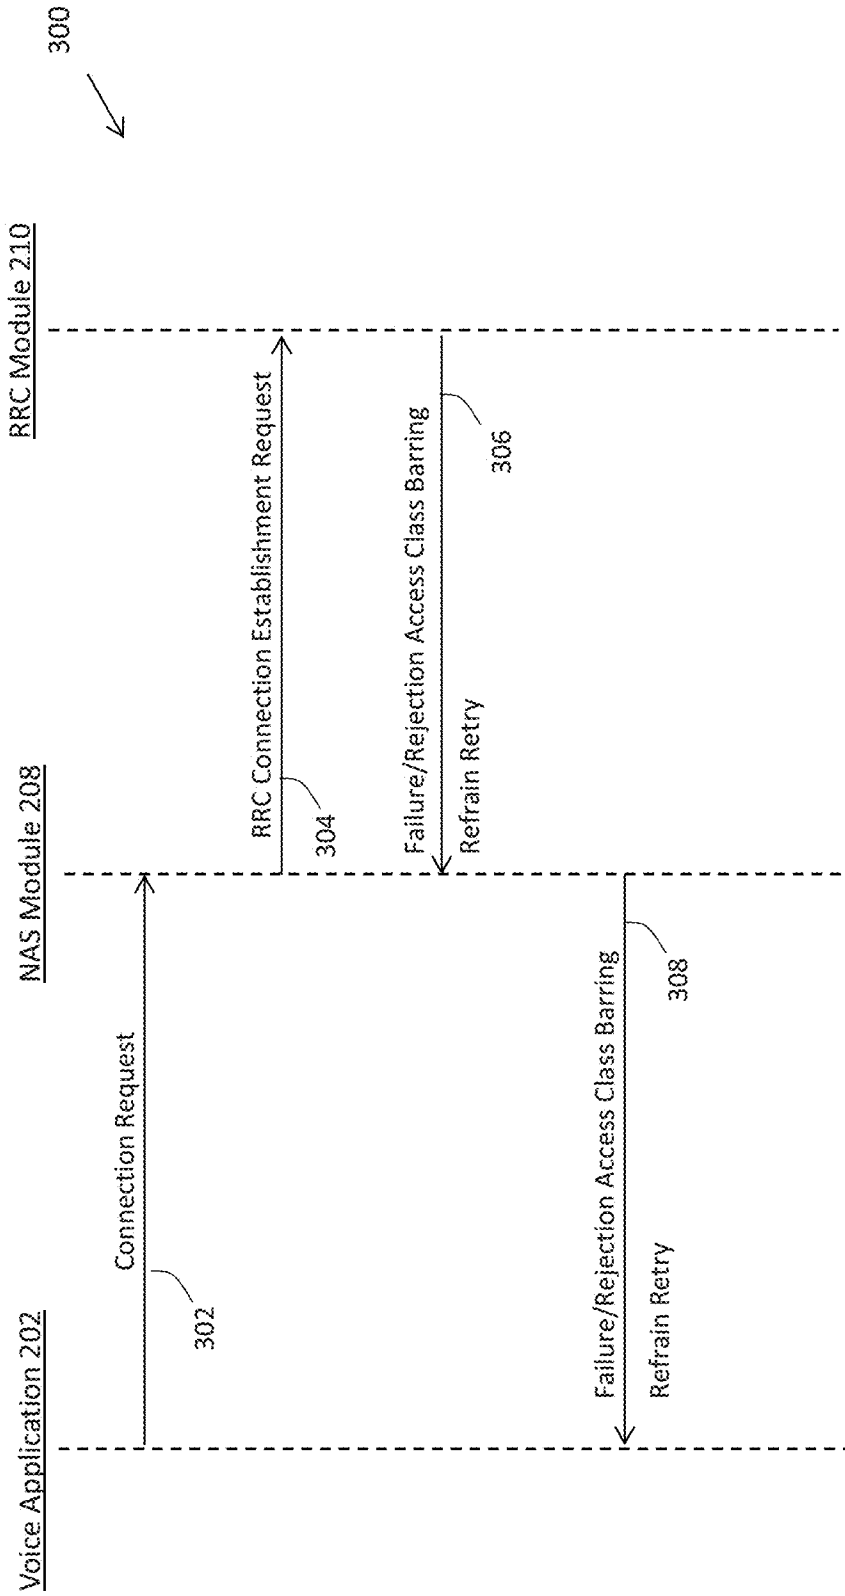 300
Voice Application 202
NAS Module 208
RRC Module 210
Connection Request
302
RRC Connection Establishment Request
304
Failure/Rejection Access Class Barring
306
Refrain Retry
Failure/Rejection Access Class Barring
308
Refrain Retry